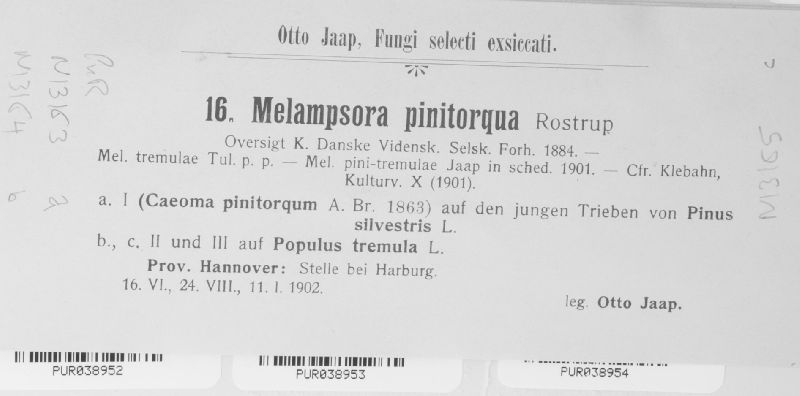 Otto Jaap, Fungi selecti exsiccati.
16. Melampsora pinitorqua Rostrup
Oversigt K. Danske Vidensk. Selsk. Forh. 1884. —
Mel. tremulae Tul. p. p. — Mel. pini-tremulae Jaap in sched. 1901. — Cfr. Klebahn,
Kulturv. X (1901).
a. I (Caeoma pinitorqum A. Br. 1863) auf den jungen Trieben von Pinus
silvestris L.
b., c. II und III auf Populus tremula L.
Prov. Hannover: Stelle bei Harburg.
16. VI., 24. VIII., 11. I. 1902.
leg. Otto Jaap.
PUR
N3163 a
N3164 b
PUR038952
PUR038953
PUR038954